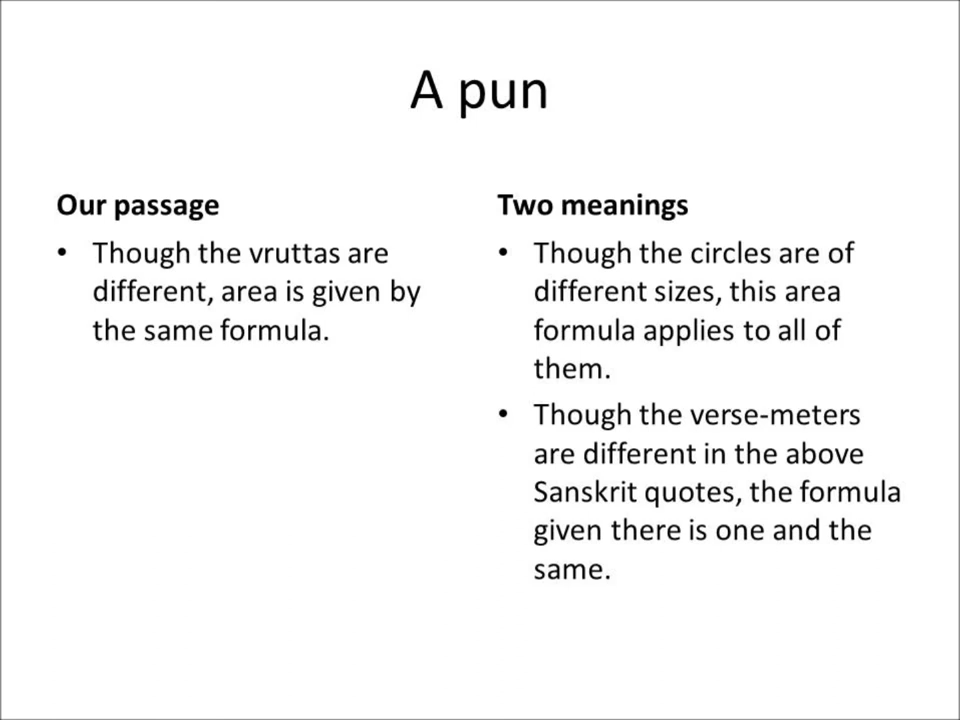 A pun
Our passage
• Though the vruttas are
different, area is given by
the same formula.
Two meanings
• Though the circles are of
different sizes, this area
formula applies to all of
them.
• Though the verse-meters
are different in the above
Sanskrit quotes, the formula
given there is one and the
same.